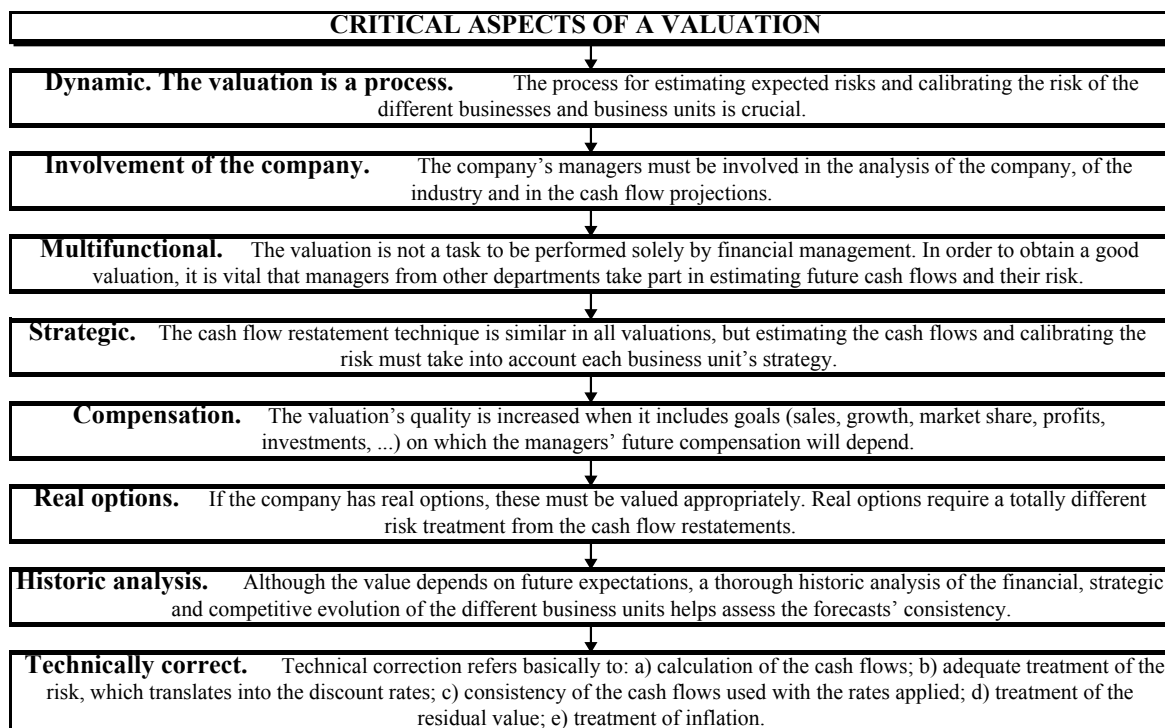 CRITICAL ASPECTS OF A VALUATION
Dynamic. The valuation is a process. The process for estimating expected risks and calibrating the risk of the
different businesses and business units is crucial.
Involvement of the company. The company’s managers must be involved in the analysis of the company, of the
industry and in the cash flow projections.
Multifunctional. The valuation is not a task to be performed solely by financial management. In order to obtain a good
valuation, it is vital that managers from other departments take part in estimating future cash flows and their risk.
Strategic. The cash flow restatement technique is similar in all valuations, but estimating the cash flows and calibrating the
risk must take into account each business unit’s strategy.
Compensation. The valuation’s quality is increased when it includes goals (sales, growth, market share, profits,
investments, ...) on which the managers’ future compensation will depend.
Real options. If the company has real options, these must be valued appropriately. Real options require a totally different
risk treatment from the cash flow restatements.
Historic analysis. Although the value depends on future expectations, a thorough historic analysis of the financial, strategic
and competitive evolution of the different business units helps assess the forecasts’ consistency.
Technically correct. Technical correction refers basically to: a) calculation of the cash flows; b) adequate treatment of the
risk, which translates into the discount rates; c) consistency of the cash flows used with the rates applied; d) treatment of the
residual value; e) treatment of inflation.